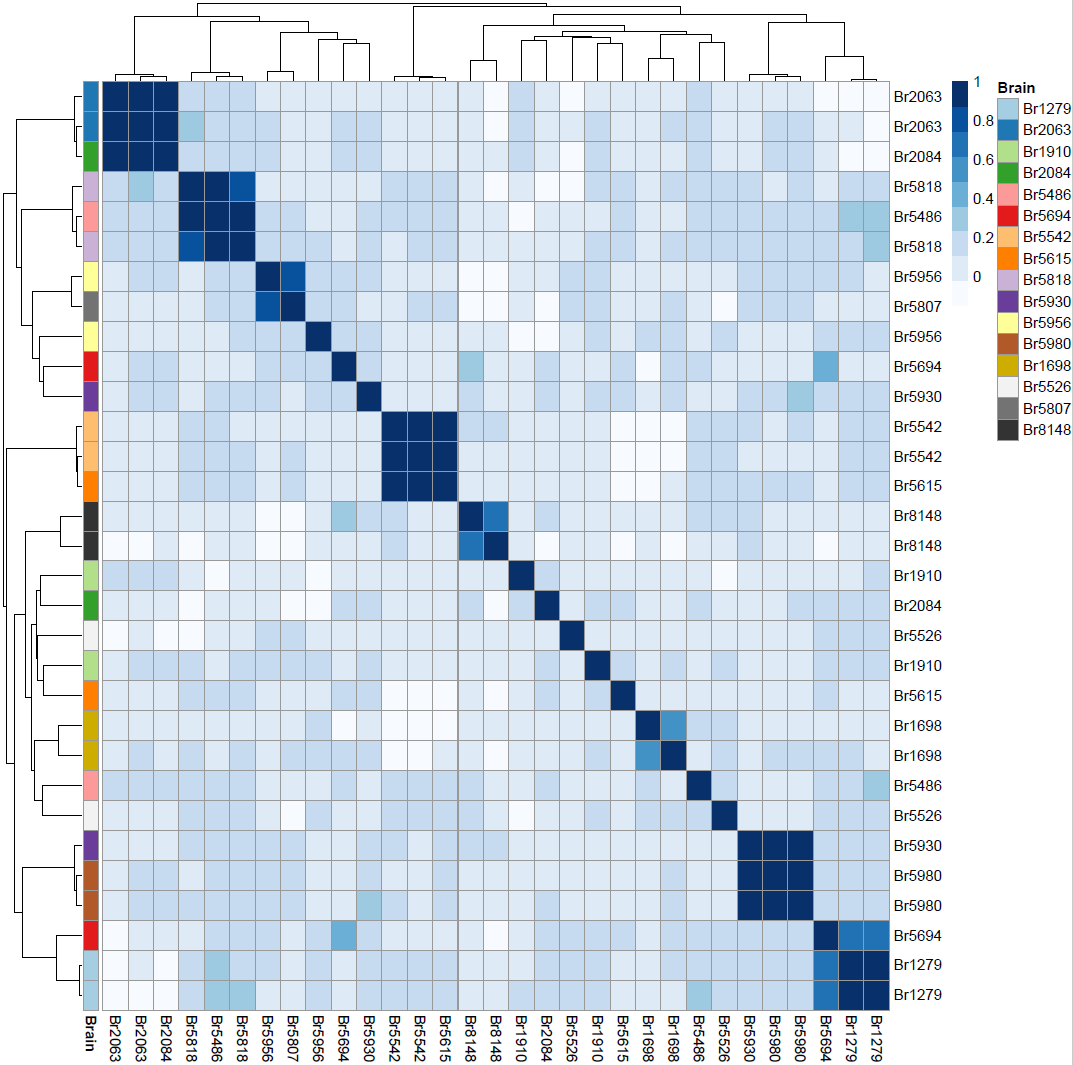 Br2063
Br2063
Br2084
Br5818
Br5486
Br5818
Br5956
Br5807
Br5956
Br5694
Br5930
Br5542
Br5542
Br5615
Br8148
Br8148
Br1910
Br2084
Br5526
Br1910
Br5615
Br1698
Br1698
Br5486
Br5526
Br5930
Br5980
Br5980
Br5694
Br1279
Br1279
1
0.8
0.6
0.4
0.2
0
Brain
Br1279
Br2063
Br1910
Br2084
Br5486
Br5694
Br5542
Br5615
Br5818
Br5930
Br5956
Br5980
Br1698
Br5526
Br5807
Br8148
Brain
Br2063
Br2063
Br2084
Br5818
Br5486
Br5818
Br5956
Br5807
Br5956
Br5694
Br5930
Br5542
Br5542
Br5615
Br8148
Br8148
Br1910
Br2084
Br5526
Br1910
Br5615
Br1698
Br1698
Br5486
Br5526
Br5930
Br5980
Br5980
Br5694
Br1279
Br1279